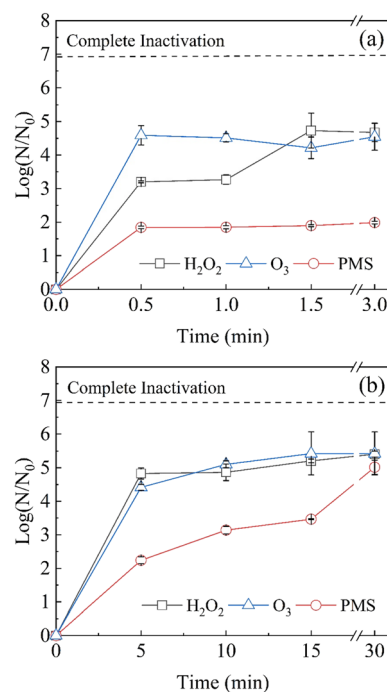 8
7
6
5
4
3
2
1
0
Log(N/N₀)
Complete Inactivation
(a)
H₂O₂ O₃ PMS
0.0 0.5 1.0 1.5 3.0
Time (min)
8
7
6
5
4
3
2
1
0
Log(N/N₀)
Complete Inactivation
(b)
H₂O₂ O₃ PMS
0 5 10 15 30
Time (min)